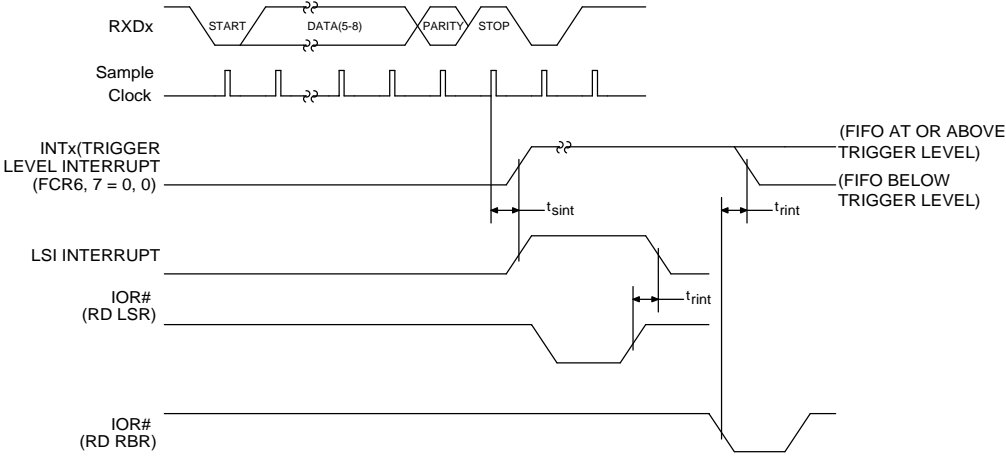 RXDx
START
DATA(5-8)
PARITY
STOP
Sample
Clock
INTx(TRIGGER
LEVEL INTERRUPT
(FCR6, 7 = 0, 0)
(FIFO AT OR ABOVE
TRIGGER LEVEL)
(FIFO BELOW
TRIGGER LEVEL)
tsint
trint
LSI INTERRUPT
IOR#
(RD LSR)
trint
IOR#
(RD RBR)